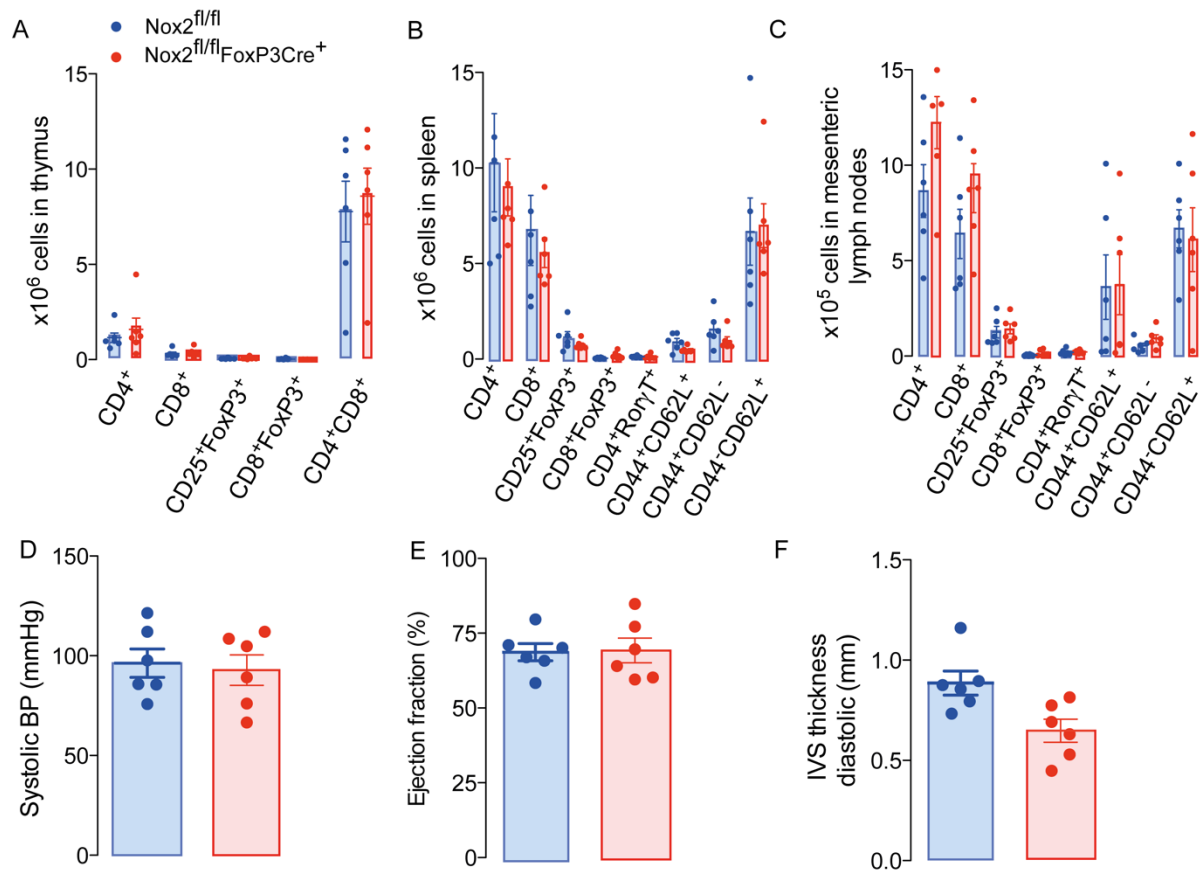 A
Nox2fl/fl
Nox2fl/flFoxP3Cre+
x10⁶ cells in thymus
15
10
5
0
CD4⁺
CD8⁺
CD25⁺FoxP3⁺
CD8⁺FoxP3⁺
CD4⁺CD8⁺
B
x10⁶ cells in spleen
15
10
5
0
CD4⁺
CD8⁺
CD25⁺FoxP3⁺
CD8⁺FoxP3⁺
CD4⁺RorγT⁺
CD44⁺CD62L⁺
CD44⁺CD62L⁻
CD44⁻CD62L⁺
C
x10⁵ cells in mesenteric
lymph nodes
15
10
5
0
CD4⁺
CD8⁺
CD25⁺FoxP3⁺
CD8⁺FoxP3⁺
CD4⁺RorγT⁺
CD44⁺CD62L⁺
CD44⁺CD62L⁻
CD44⁻CD62L⁺
D
Systolic BP (mmHg)
150
100
50
0
E
Ejection fraction (%)
100
75
50
25
0
F
IVS thickness
diastolic (mm)
1.5
1.0
0.5
0.0